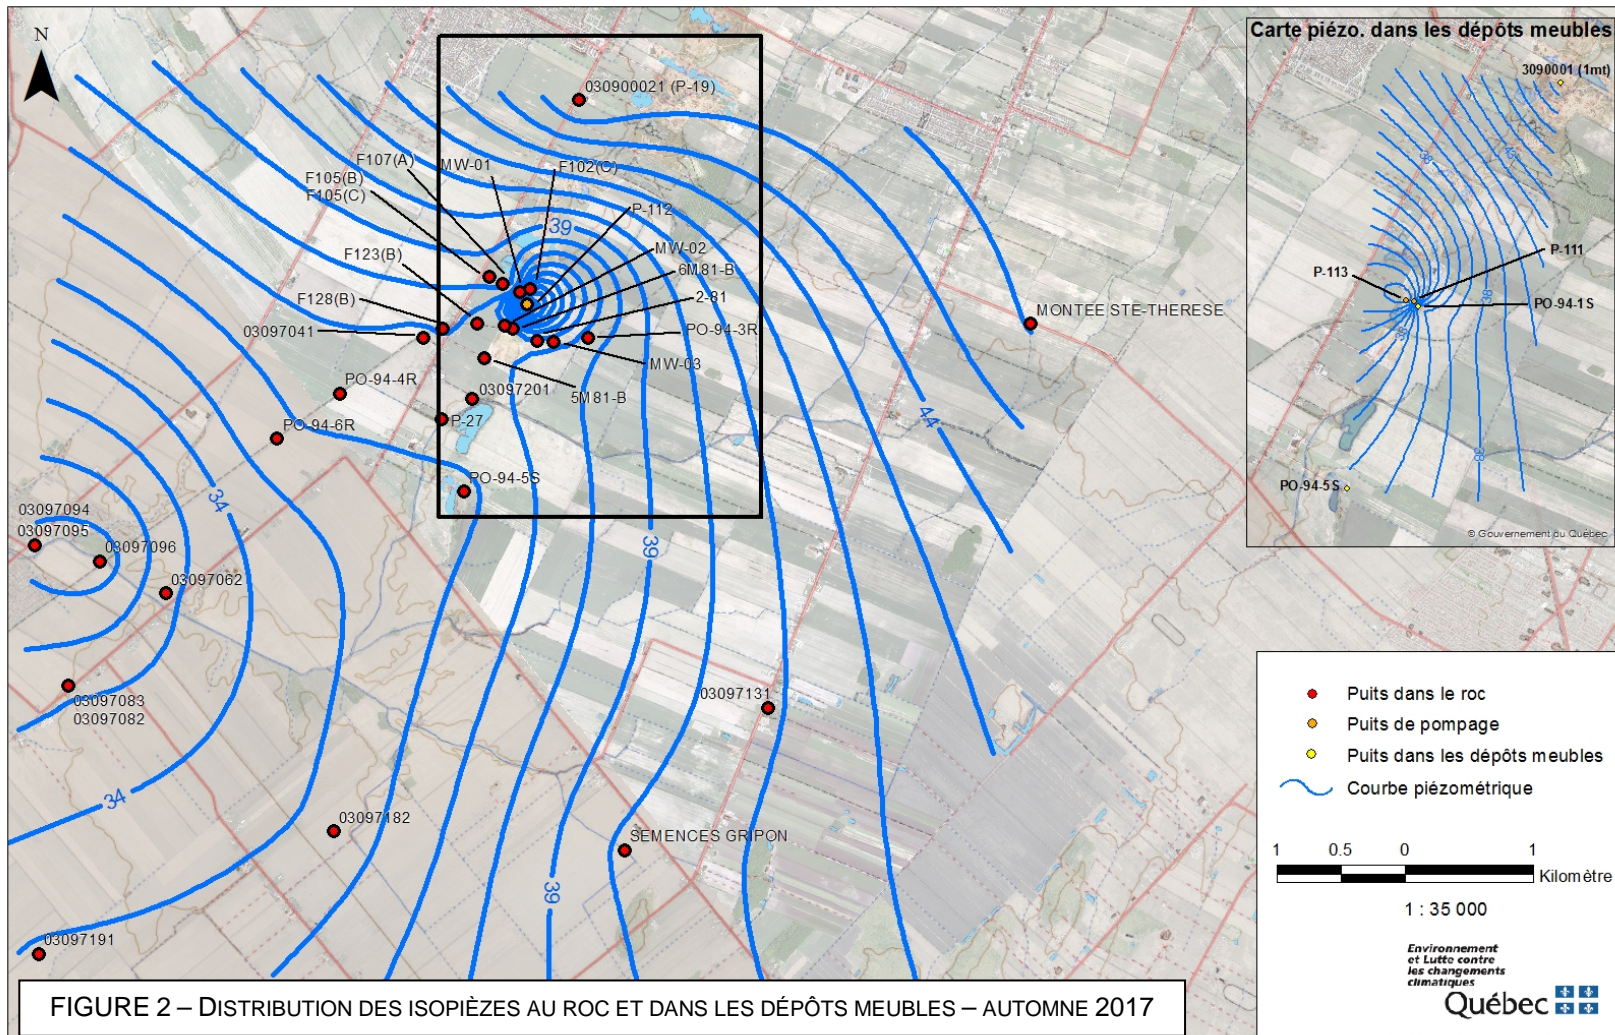 N
Carte piézo. dans les dépôts meubles
3090001 (1mt)
030900021 (P-19)
F107(A)
MW-01
F102(C)
F105(B)
F105(C)
P-112
39
MW-02
F123(B)
6M81-B
2-81
F128(B)
03097041
PO-94-3R
MONTEE STE-THERESE
MW-03
PO-94-4R
03097201
5M81-B
P-27
PO-94-6R
44
PO-94-5S
34
03097094
03097095
03097096
39
03097062
03097083
03097082
03097131
34
03097182
SEMENCES GRIPON
39
03097191
P-111
P-113
PO-94-1S
38
38
PO-94-5S
© Gouvernement du Québec
Puits dans le roc
Puits de pompage
Puits dans les dépôts meubles
Courbe piézométrique
1 0.5 0 1
Kilomètre
1 : 35 000
Environnement
et Lutte contre
les changements
climatiques
Québec
FIGURE 2 – DISTRIBUTION DES ISOPIÈZES AU ROC ET DANS LES DÉPÔTS MEUBLES – AUTOMNE 2017